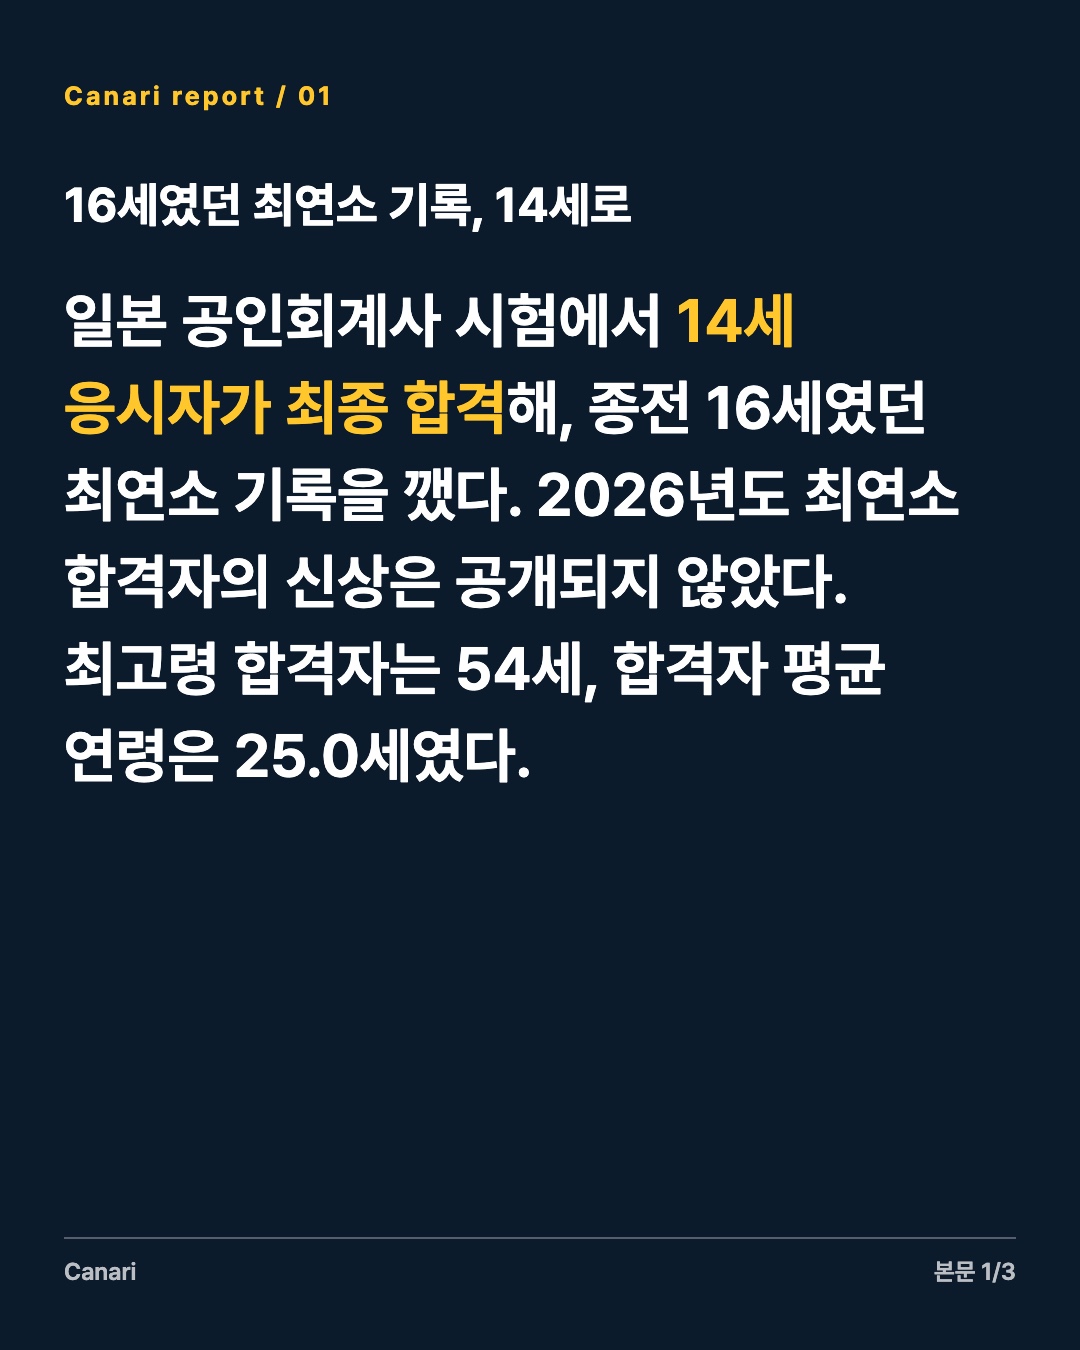 Canari report / 01
16세였던 최연소 기록, 14세로
일본 공인회계사 시험에서 14세
응시자가 최종 합격해, 종전 16세였던
최연소 기록을 깼다. 2026년도 최연소
합격자의 신상은 공개되지 않았다.
최고령 합격자는 54세, 합격자 평균
연령은 25.0세였다.
Canari
본문 1/3